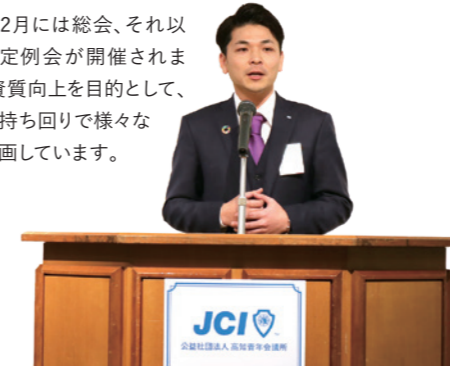 2月には総会、それ以
定例会が開催されま
資質向上を目的として、
持ち回りで様々な
画しています。
JCI
公益社団法人 高知青年会議所